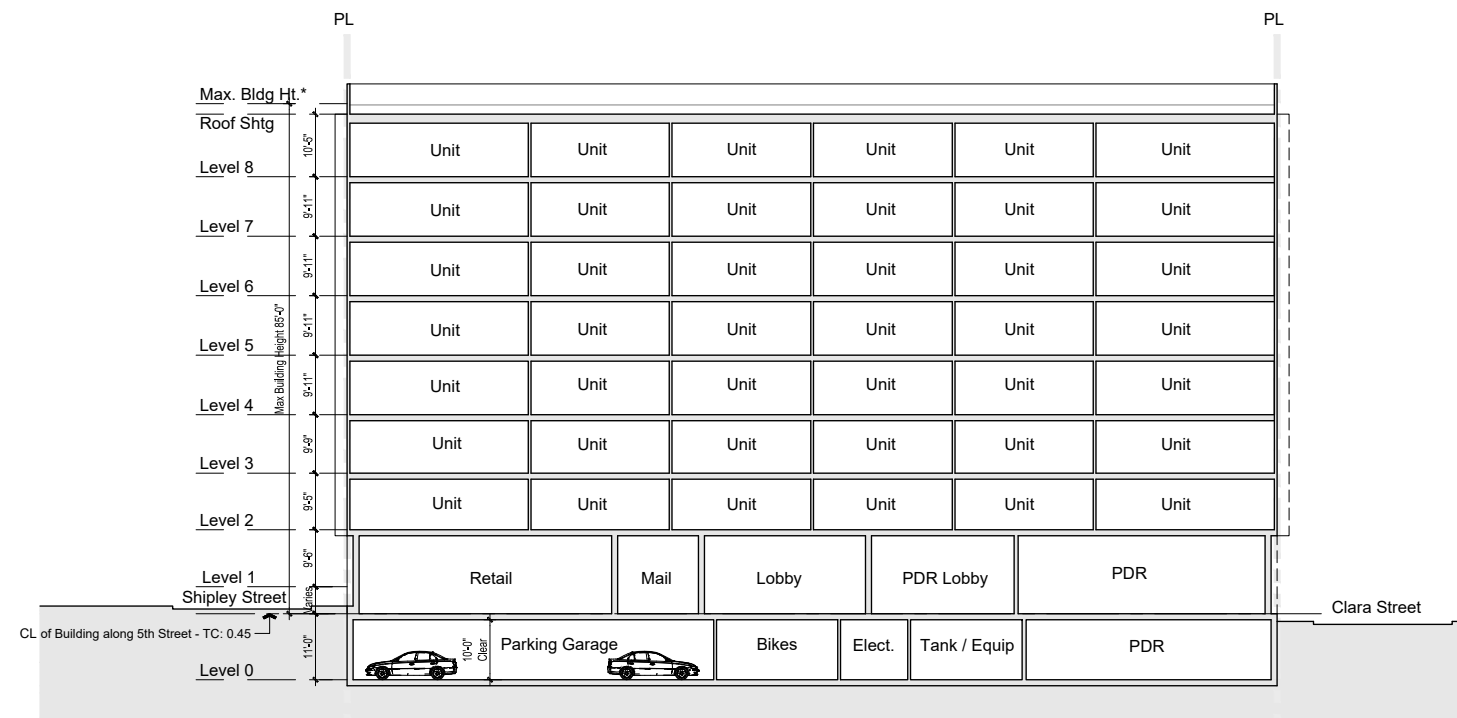 PL PL
Max. Bldg Ht.*
Roof Shtg
10'-5"
Unit Unit Unit Unit Unit Unit
Level 8
9'-11"
Unit Unit Unit Unit Unit Unit
Level 7
9'-11"
Unit Unit Unit Unit Unit Unit
Level 6
9'-11"
Unit Unit Unit Unit Unit Unit
Level 5
Max Building Height 85'-0"
9'-11"
Unit Unit Unit Unit Unit Unit
Level 4
9'-9"
Unit Unit Unit Unit Unit Unit
Level 3
9'-5"
Unit Unit Unit Unit Unit Unit
Level 2
9'-6"
Retail Mail Lobby PDR Lobby PDR
Level 1
Varies
Shipley Street
Clara Street
CL of Building along 5th Street - TC: 0.45
11'-0"
10'-0"
Clear
Parking Garage Bikes Elect. Tank / Equip PDR
Level 0